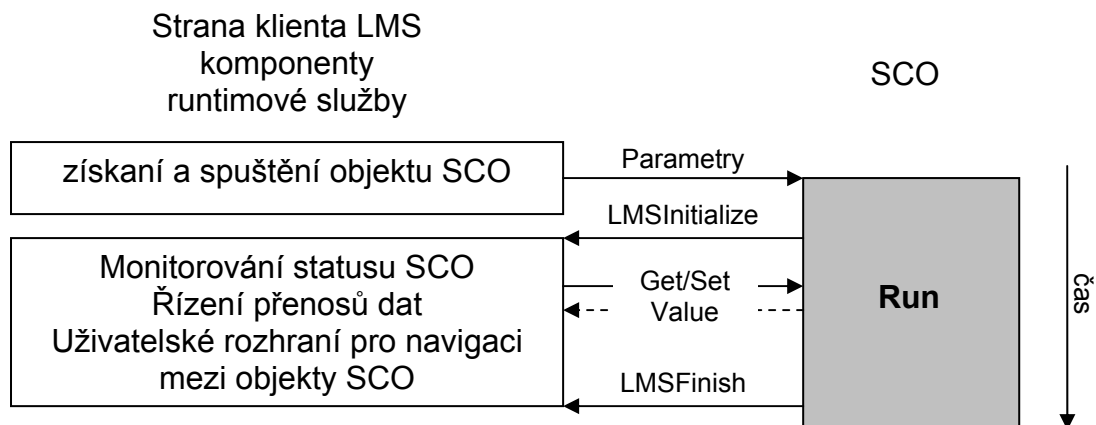 Strana klienta LMS
komponenty
runtimové služby
SCO
získaní a spuštění objektu SCO
Parametry
LMSInitialize
Monitorování statusu SCO
Řízení přenosů dat
Uživatelské rozhraní pro navigaci
mezi objekty SCO
Get/Set
Value
LMSFinish
Run
čas